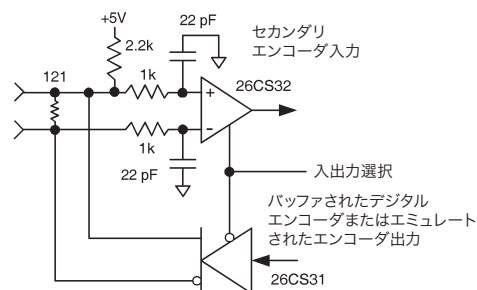 +5V
22 pF
2.2k
セカンダリ
エンコーダ入力
121
1k
26CS32
+
-
1k
22 pF
入出力選択
バッファされたデジタル
エンコーダまたはエミュレート
されたエンコーダ出力
26CS31